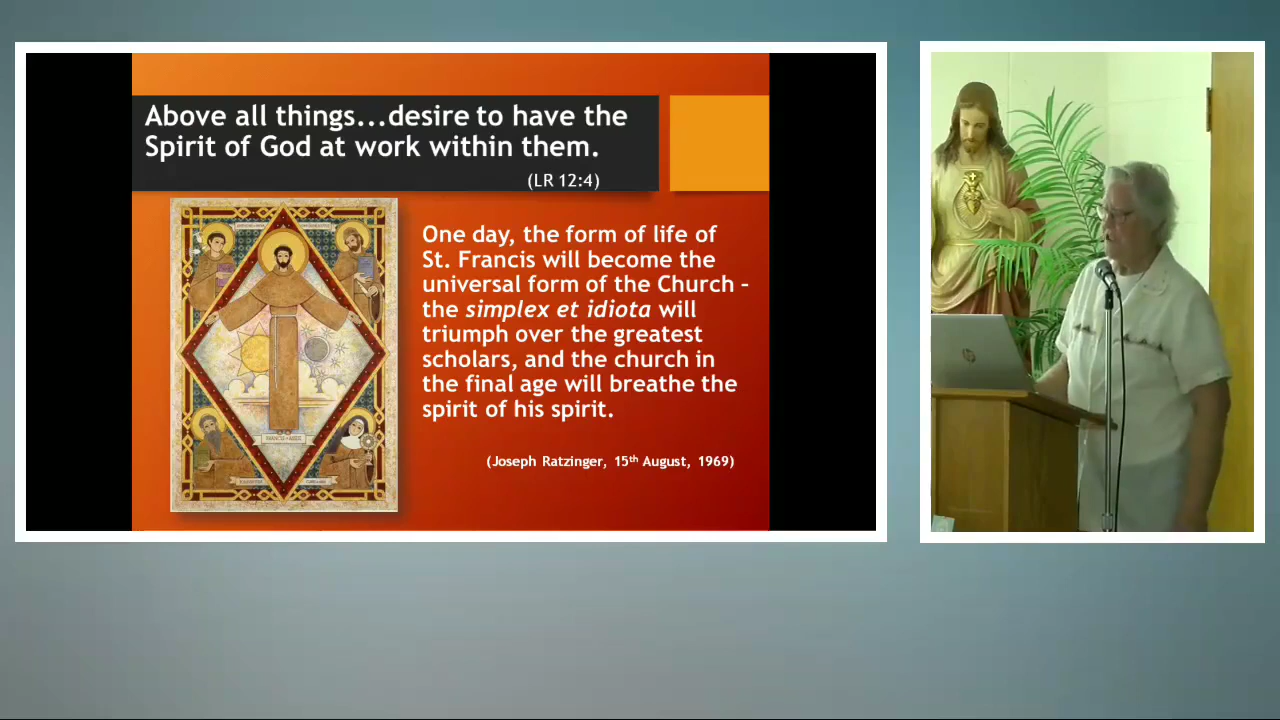 Above all things...desire to have the
Spirit of God at work within them.
(LR 12:4)
One day, the form of life of
St. Francis will become the
universal form of the Church –
the simplex et idiota will
triumph over the greatest
scholars, and the church in
the final age will breathe the
spirit of his spirit.
(Joseph Ratzinger, 15th August, 1969)